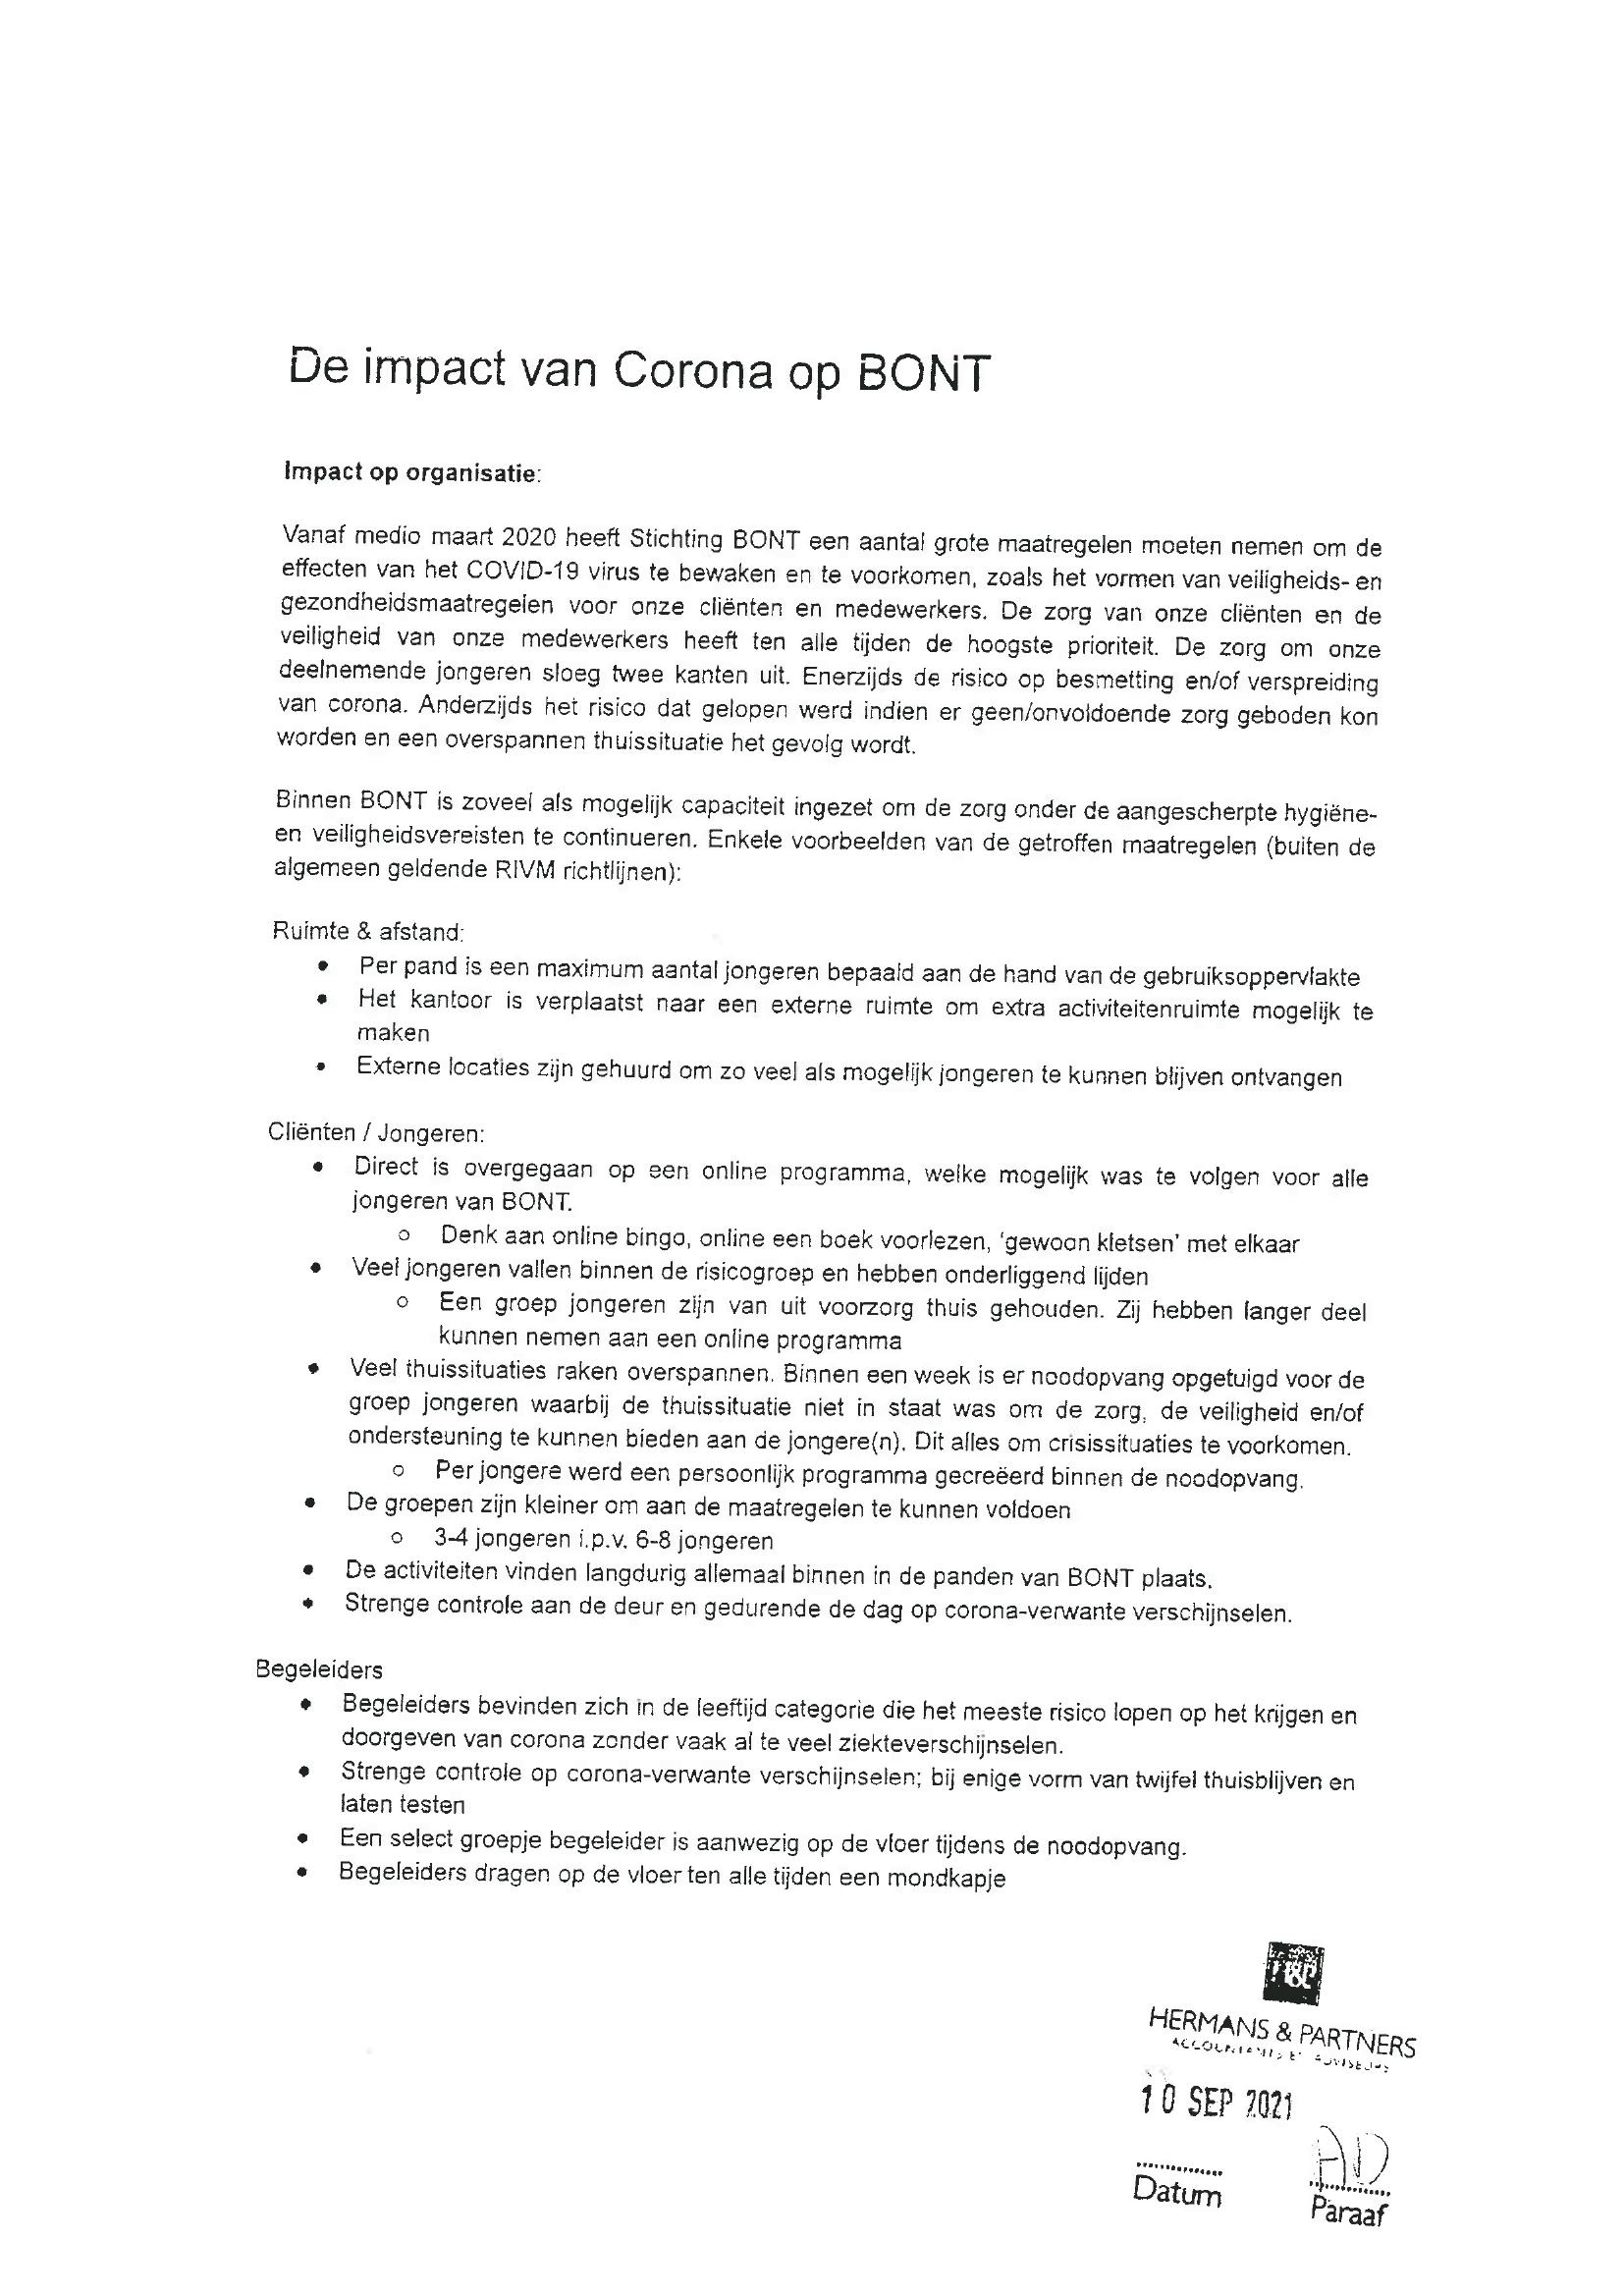 De impact van Corona op BONT
Impact op organisatie:
Vanaf medio maart 2020 heeft Stichting BONT een aantal grote maatregelen moeten nemen om de
effecten van het COVID-19 virus te bewaken en te voorkomen, zoals het vormen van veiligheids- en
gezondheidsmaatregelen voor onze cliënten en medewerkers. De zorg van onze cliënten en de
veiligheid van onze medewerkers heeft ten alle tijden de hoogste prioriteit. De zorg om onze
deelnemende jongeren sloeg twee kanten uit. Enerzijds de risico op besmetting en/of verspreiding
van corona. Anderzijds het risico dat gelopen werd indien er geen/onvoldoende zorg geboden kon
worden en een overspannen thuissituatie het gevolg wordt.
Binnen BONT is zoveel als mogelijk capaciteit ingezet om de zorg onder de aangescherpte hygiëne-
en veiligheidsvereisten te continueren. Enkele voorbeelden van de getroffen maatregelen (buiten de
algemeen geldende RIVM richtlijnen):
Ruimte & afstand:
• Per pand is een maximum aantal jongeren bepaald aan de hand van de gebruiksoppervlakte
• Het kantoor is verplaatst naar een externe ruimte om extra activiteitenruimte mogelijk te
maken
• Externe locaties zijn gehuurd om zo veel als mogelijk jongeren te kunnen blijven ontvangen
Cliënten / Jongeren:
• Direct is overgegaan op een online programma, welke mogelijk was te volgen voor alle
jongeren van BONT.
o Denk aan online bingo, online een boek voorlezen, 'gewoon kletsen' met elkaar
• Veel jongeren vallen binnen de risicogroep en hebben onderliggend lijden
o Een groep jongeren zijn van uit voorzorg thuis gehouden. Zij hebben langer deel
kunnen nemen aan een online programma
• Veel thuissituaties raken overspannen. Binnen een week is er noodopvang opgetuigd voor de
groep jongeren waarbij de thuissituatie niet in staat was om de zorg, de veiligheid en/of
ondersteuning te kunnen bieden aan de jongere(n). Dit alles om crisissituaties te voorkomen.
o Per jongere werd een persoonlijk programma gecreëerd binnen de noodopvang.
• De groepen zijn kleiner om aan de maatregelen te kunnen voldoen
o 3-4 jongeren i.p.v. 6-8 jongeren
• De activiteiten vinden langdurig allemaal binnen in de panden van BONT plaats.
• Strenge controle aan de deur en gedurende de dag op corona-verwante verschijnselen.
Begeleiders
• Begeleiders bevinden zich in de leeftijd categorie die het meeste risico lopen op het krijgen en
doorgeven van corona zonder vaak al te veel ziekteverschijnselen.
• Strenge controle op corona-verwante verschijnselen; bij enige vorm van twijfel thuisblijven en
laten testen
• Een select groepje begeleider is aanwezig op de vloer tijdens de noodopvang.
• Begeleiders dragen op de vloer ten alle tijden een mondkapje
H&P
HERMANS & PARTNERS
ACCOUNTANTS EN ADVISEURS
10 SEP 2021
AD
Datum
Paraaf